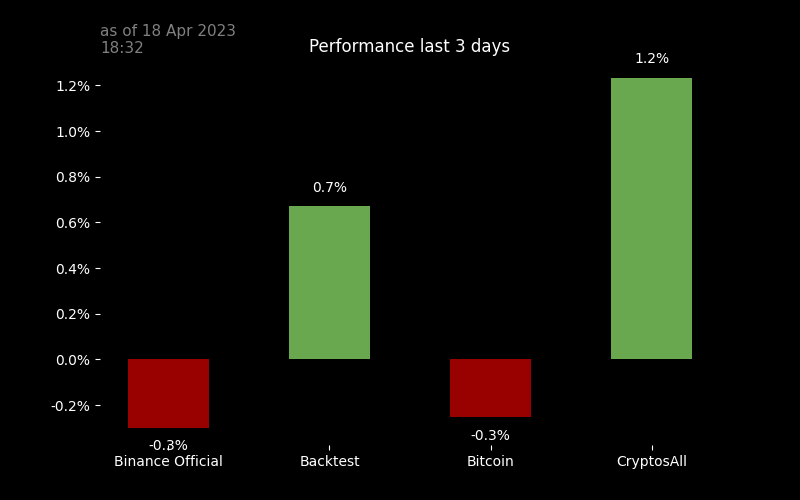 as of 18 Apr 2023
18:32
Performance last 3 days
1.2%
1.2%
1.0%
0.8%
0.7%
0.6%
0.4%
0.2%
0.0%
-0.2%
-0.3%
-0.3%
Binance Official
Backtest
Bitcoin
CryptosAll